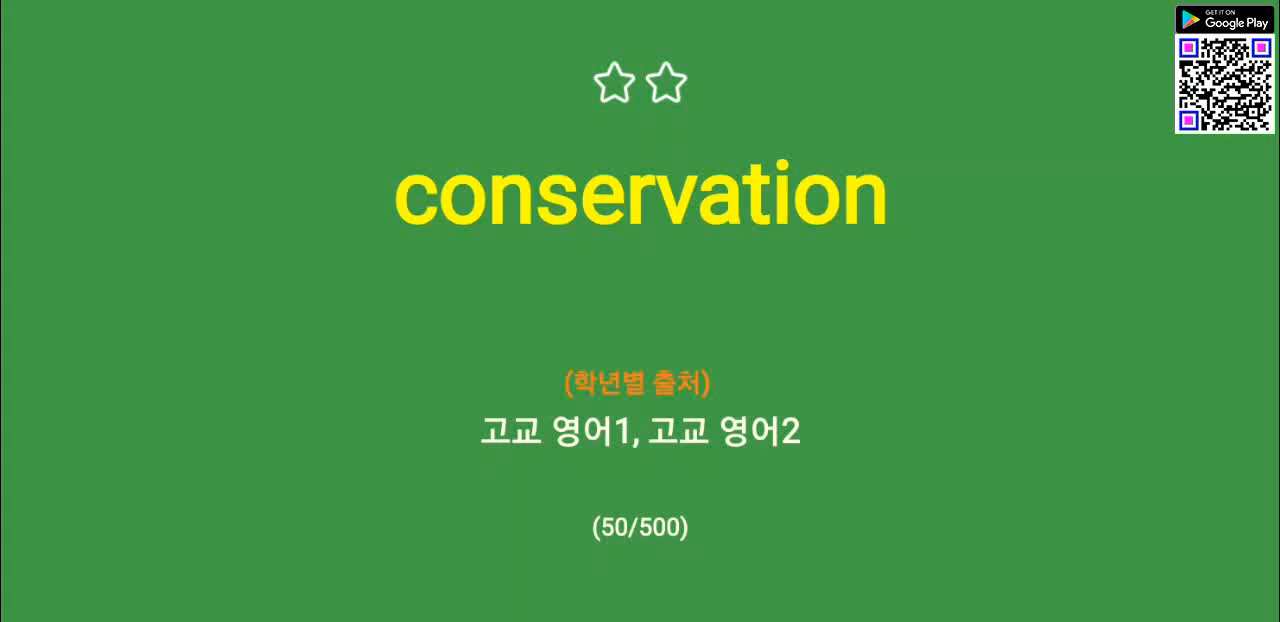 GET IT ON
Google Play
conservation
(학년별 출처)
고교 영어1, 고교 영어2
(50/500)